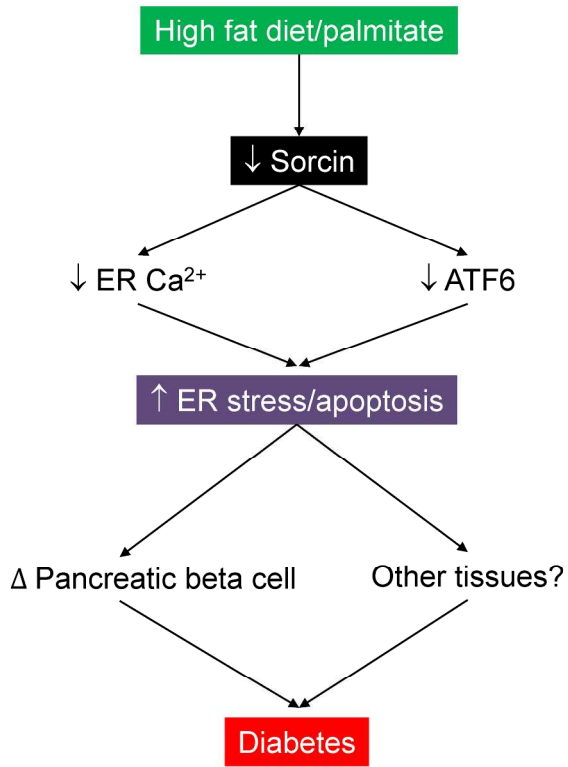 High fat diet/palmitate
↓ Sorcin
↓ ER Ca²⁺
↓ ATF6
↑ ER stress/apoptosis
Δ Pancreatic beta cell
Other tissues?
Diabetes